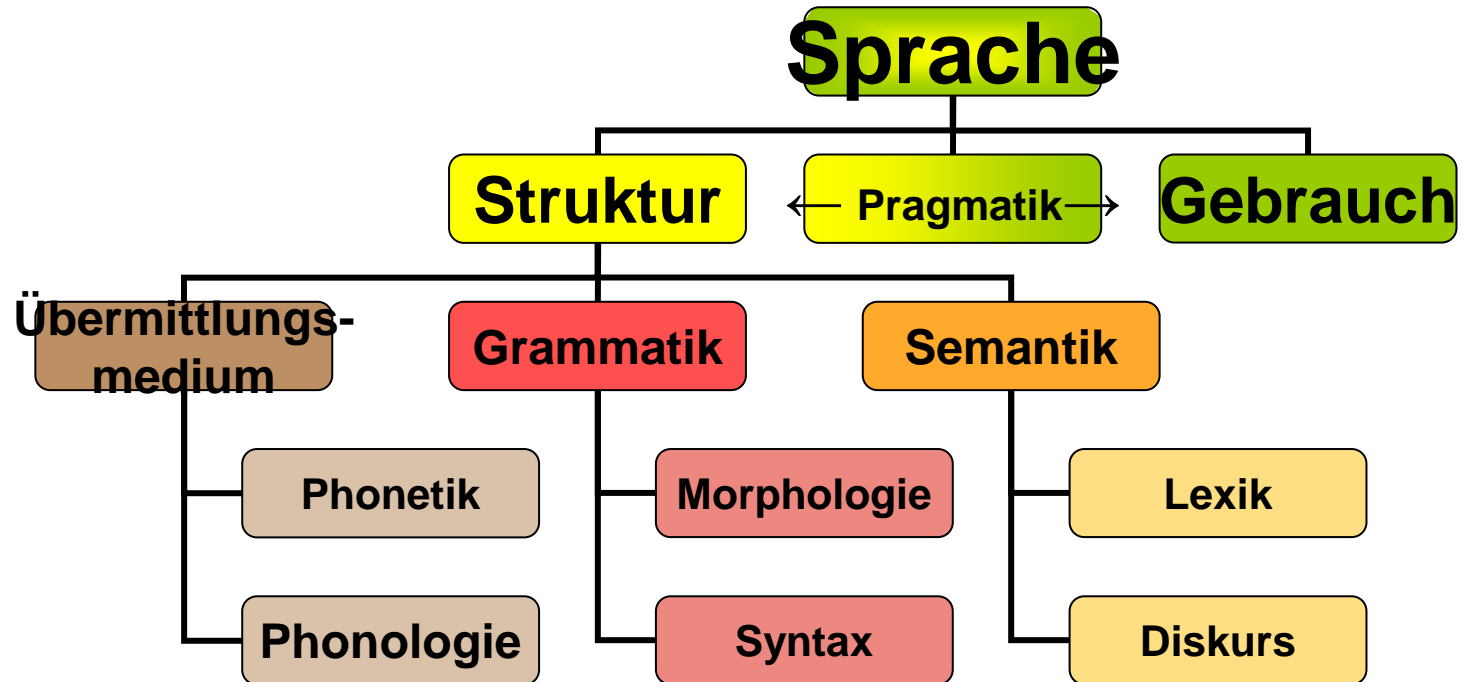 Sprache
Struktur
← Pragmatik→
Gebrauch
Übermittlungs-
medium
Grammatik
Semantik
Phonetik
Morphologie
Lexik
Phonologie
Syntax
Diskurs